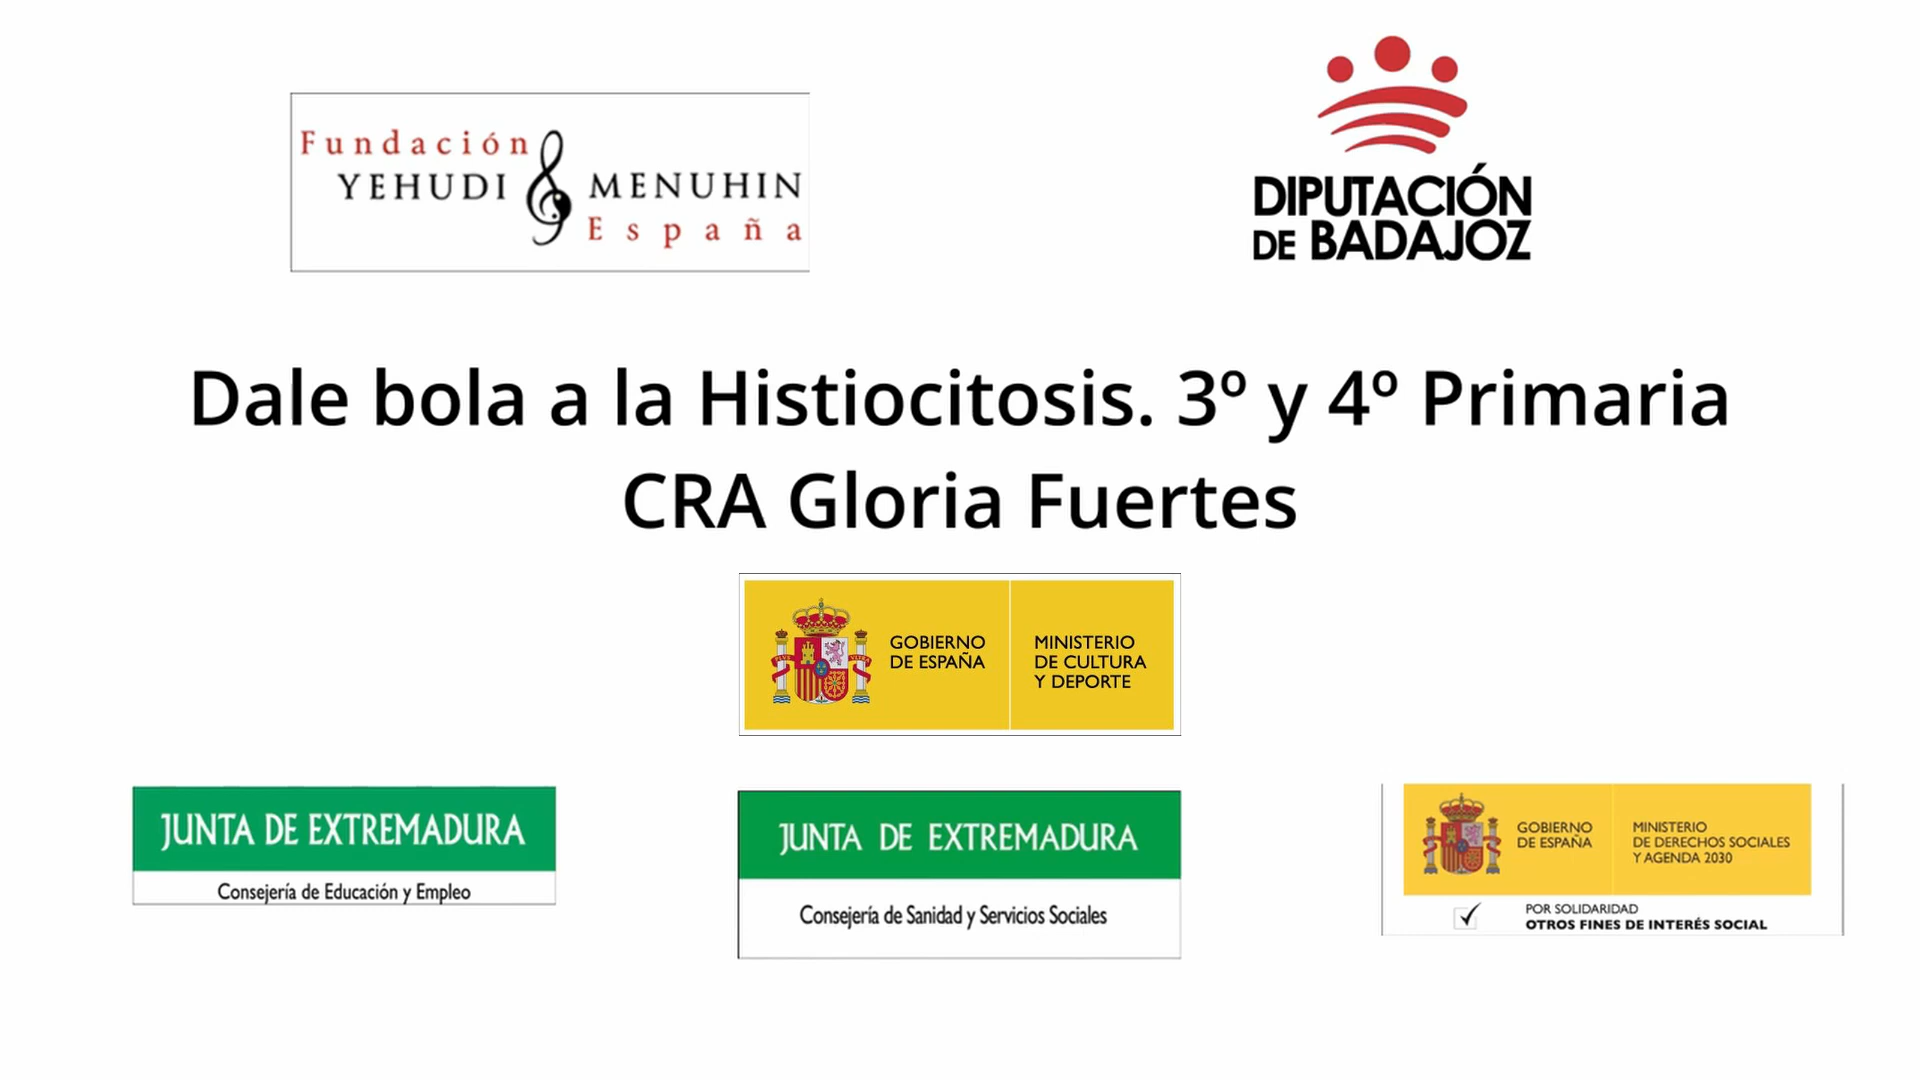 Fundación
YEHUDI MENUHIN
España
DIPUTACIÓN
DE BADAJOZ
Dale bola a la Histiocitosis. 3º y 4º Primaria
CRA Gloria Fuertes
GOBIERNO
DE ESPAÑA
MINISTERIO
DE CULTURA
Y DEPORTE
JUNTA DE EXTREMADURA
Consejería de Educación y Empleo
JUNTA DE EXTREMADURA
Consejería de Sanidad y Servicios Sociales
GOBIERNO
DE ESPAÑA
MINISTERIO
DE DERECHOS SOCIALES
Y AGENDA 2030
POR SOLIDARIDAD
OTROS FINES DE INTERÉS SOCIAL